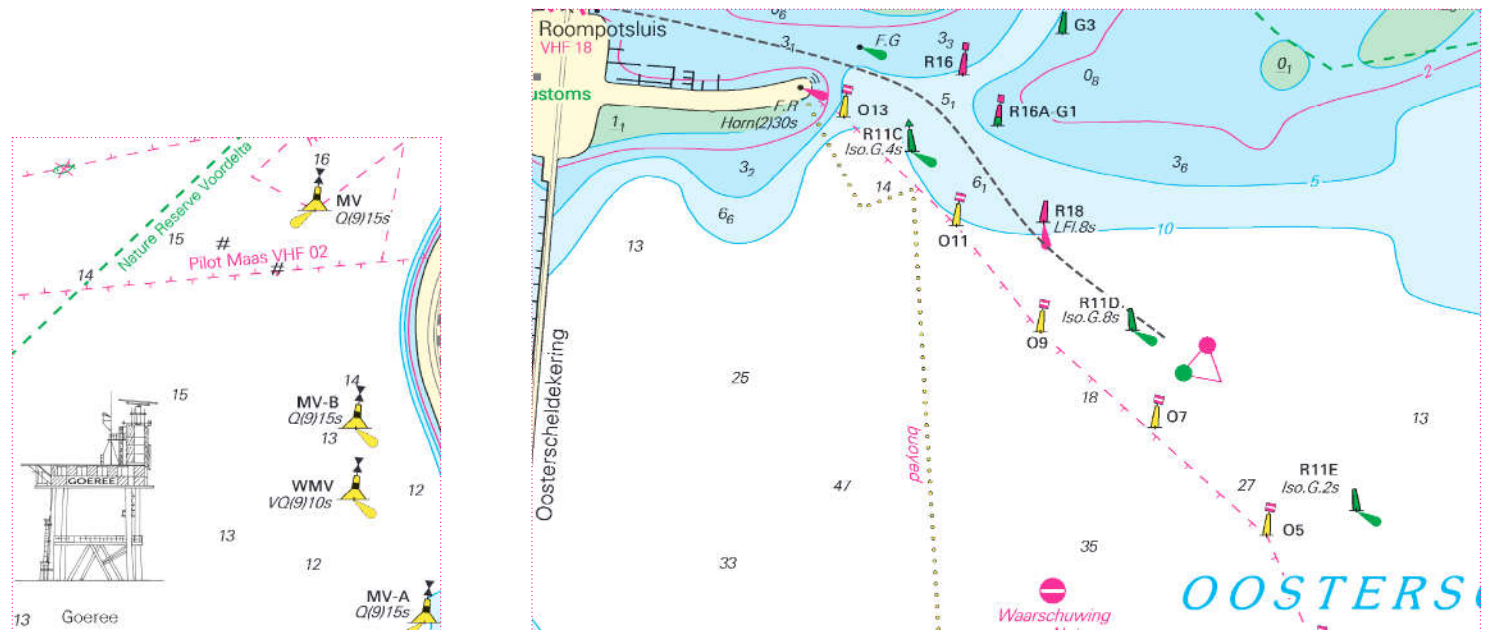 16
MV
Q(9)15s
Nature Reserve Voordelta
15
#
Pilot Maas VHF 02
#
14
15
14
MV-B
Q(9)15s
13
GOEREE
WMV
VQ(9)10s
12
13
12
MV-A
Q(9)15s
13
Goeree
Roompotsluis
VHF 18
0₆
3₁
F.G
3₃
R16
G3
0₁
2
0₈
ustoms
F.R
Horn(2)30s
O13
5₁
R16A-G1
1₁
R11C
Iso.G.4s
3₂
14
6₁
3₆
5
6₆
O11
R18
LFl.8s
10
13
R11D
Iso.G.8s
O9
Oosterscheldekering
25
18
O7
13
buoyed
R11E
Iso.G.2s
47
27
O5
33
35
OOSTERSC
Waarschuwing